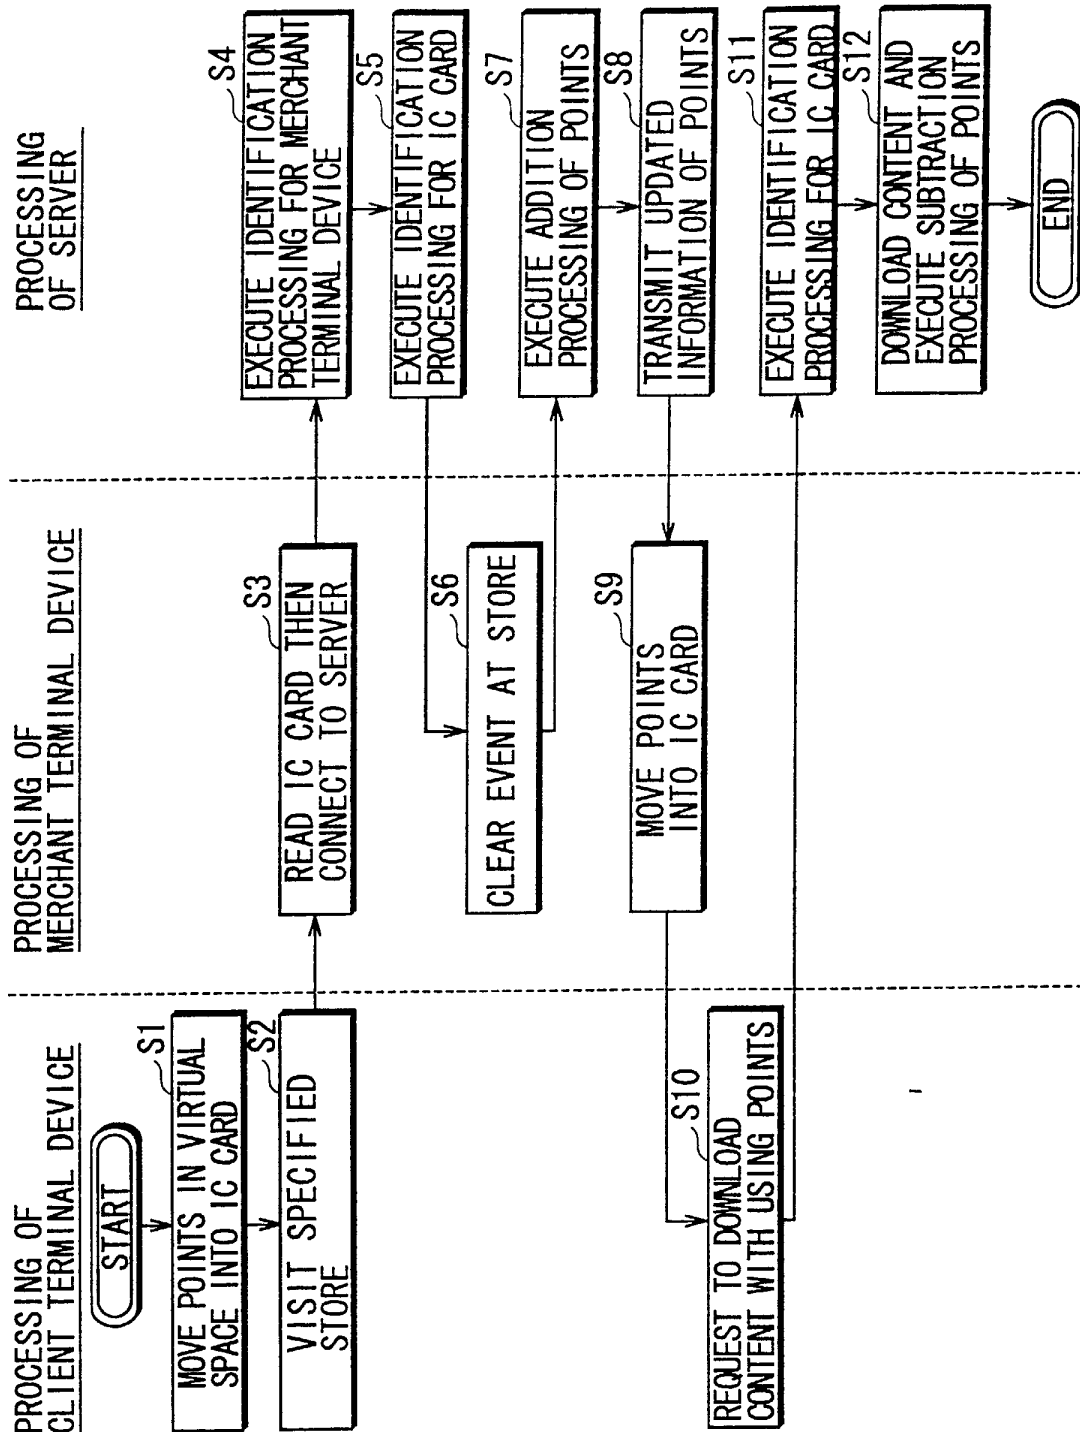 PROCESSING OF
CLIENT TERMINAL DEVICE
START
S1
MOVE POINTS IN VIRTUAL
SPACE INTO IC CARD
S2
VISIT SPECIFIED
STORE
S10
REQUEST TO DOWNLOAD
CONTENT WITH USING POINTS
PROCESSING OF
MERCHANT TERMINAL DEVICE
S3
READ IC CARD THEN
CONNECT TO SERVER
S6
CLEAR EVENT AT STORE
S9
MOVE POINTS
INTO IC CARD
PROCESSING
OF SERVER
S4
EXECUTE IDENTIFICATION
PROCESSING FOR MERCHANT
TERMINAL DEVICE
S5
EXECUTE IDENTIFICATION
PROCESSING FOR IC CARD
S7
EXECUTE ADDITION
PROCESSING OF POINTS
S8
TRANSMIT UPDATED
INFORMATION OF POINTS
S11
EXECUTE IDENTIFICATION
PROCESSING FOR IC CARD
S12
DOWNLOAD CONTENT AND
EXECUTE SUBTRACTION
PROCESSING OF POINTS
END